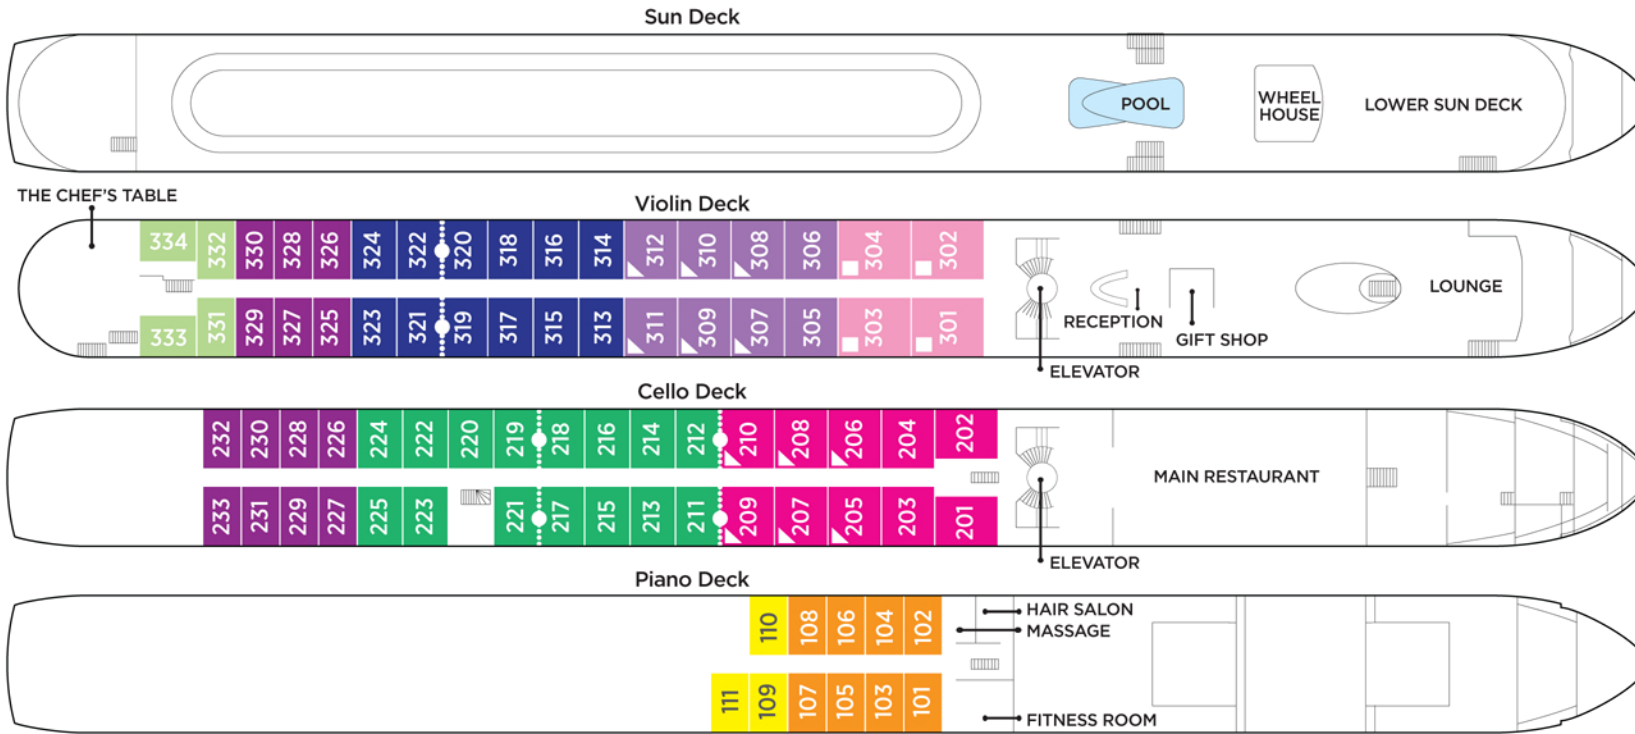 Sun Deck
POOL
WHEEL
HOUSE
LOWER SUN DECK
THE CHEF'S TABLE
Violin Deck
334 332 330 328 326 324 322 320 318 316 314 312 310 308 306 304 302
333 331 329 327 325 323 321 319 317 315 313 311 309 307 305 303 301
RECEPTION
GIFT SHOP
LOUNGE
ELEVATOR
Cello Deck
232 230 228 226 224 222 220 219 218 216 214 212 210 208 206 204 202
233 231 229 227 225 223 221 217 215 213 211 209 207 205 203 201
MAIN RESTAURANT
ELEVATOR
Piano Deck
110 108 106 104 102
HAIR SALON
MASSAGE
111 109 107 105 103 101
FITNESS ROOM